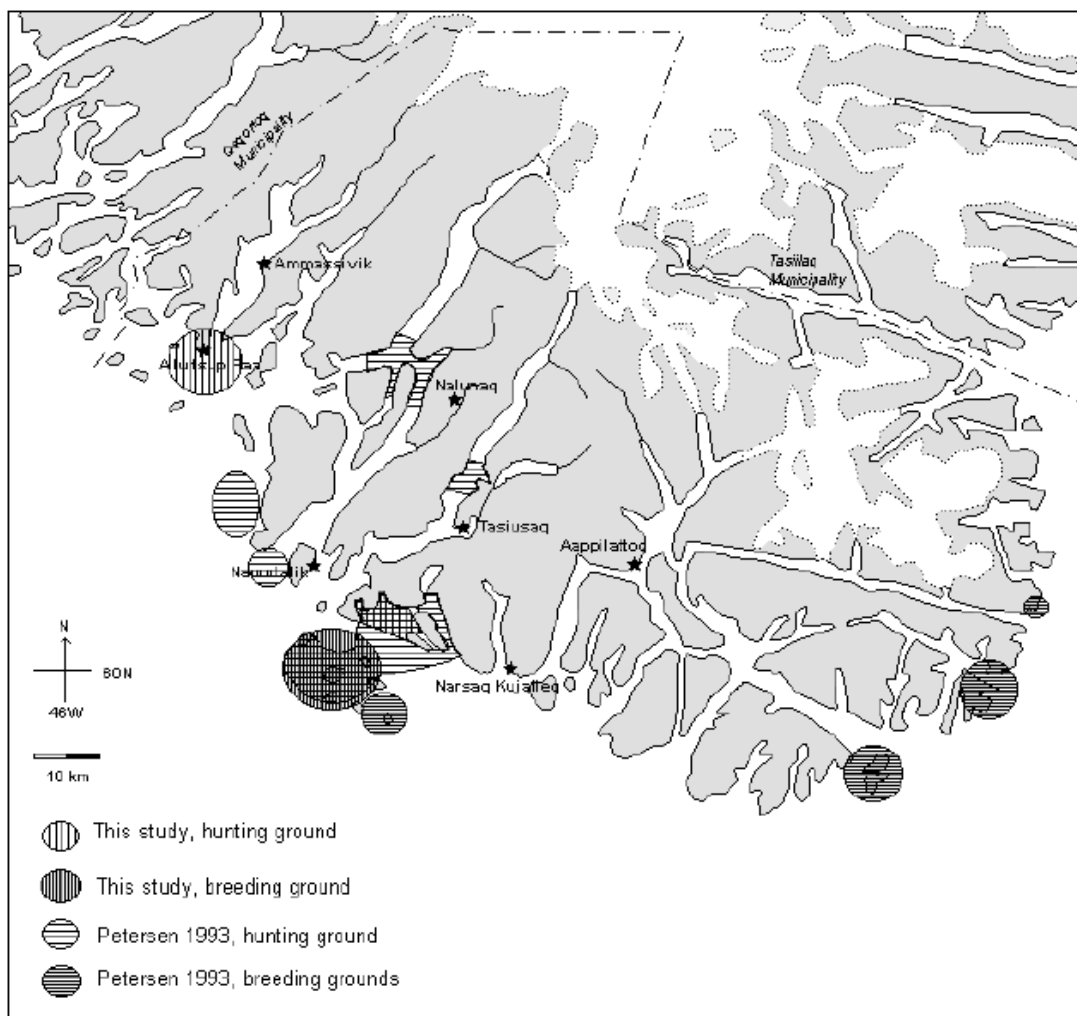 Qaqortoq
Municipality
Ammassivik
Tasiilaq
Municipality
Nalunaq
Tasiusaq
Aappilattoq
Narsaq Kujalleq
N
60N
46W
10 km
This study, hunting ground
This study, breeding ground
Petersen 1993, hunting ground
Petersen 1993, breeding grounds